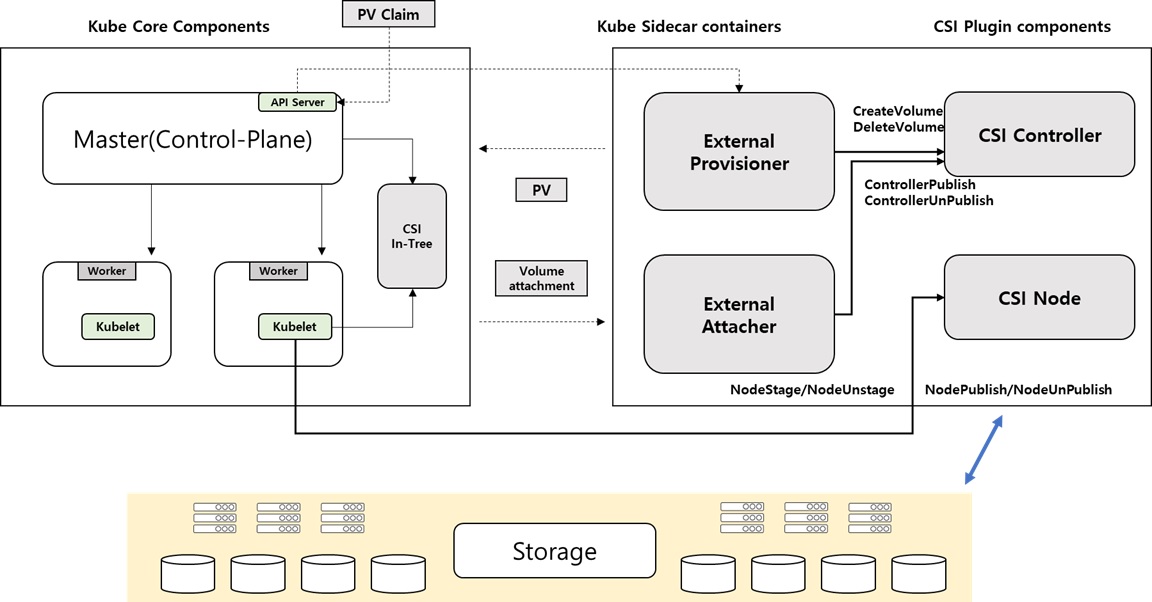 PV Claim
Kube Core Components
Kube Sidecar containers
CSI Plugin components
API Server
Master(Control-Plane)
CSI
In-Tree
Worker
Kubelet
Worker
Kubelet
PV
Volume
attachment
External
Provisioner
CreateVolume
DeleteVolume
CSI Controller
ControllerPublish
ControllerUnPublish
External
Attacher
CSI Node
NodeStage/NodeUnstage
NodePublish/NodeUnPublish
Storage